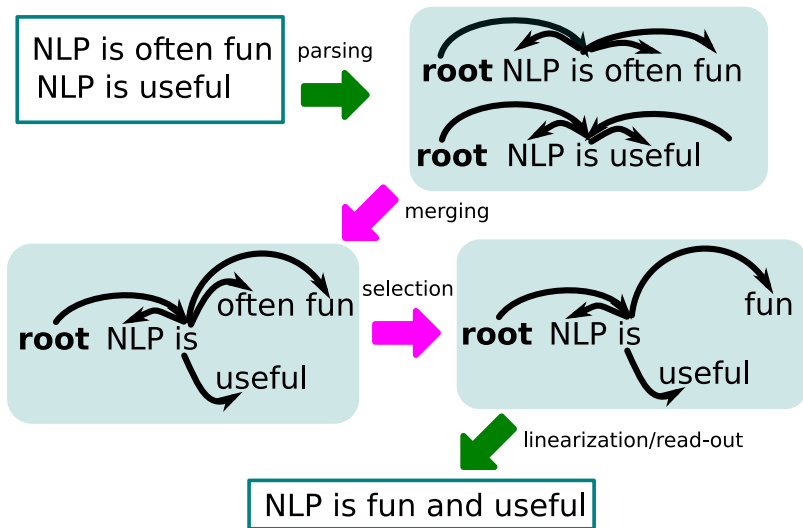 NLP is often fun
NLP is useful
parsing
root NLP is often fun
root NLP is useful
merging
often fun
root NLP is
useful
selection
fun
root NLP is
useful
linearization/read-out
NLP is fun and useful